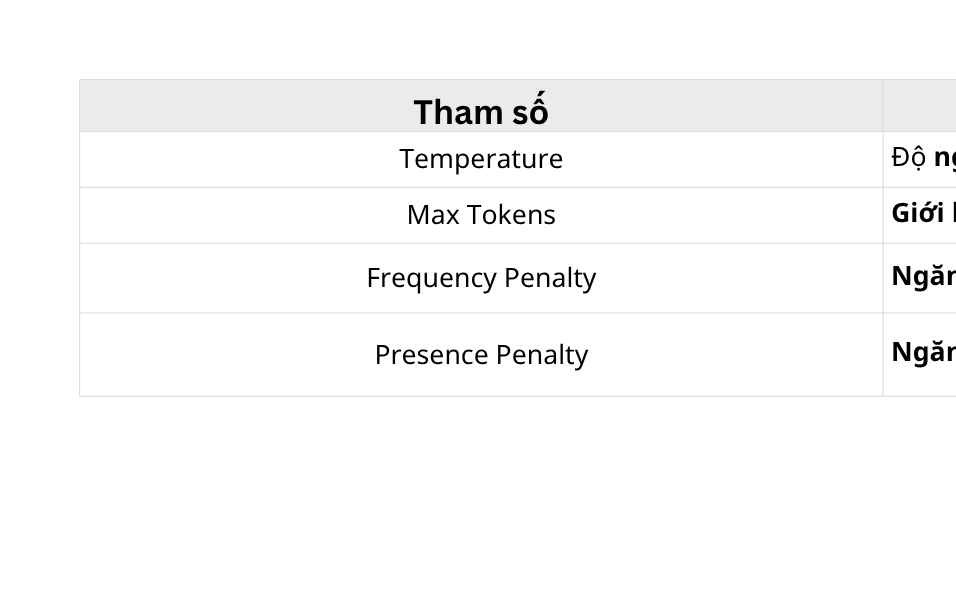 Tham số
Temperature
Độ
Max Tokens
Giới
Frequency Penalty
Presence Penalty